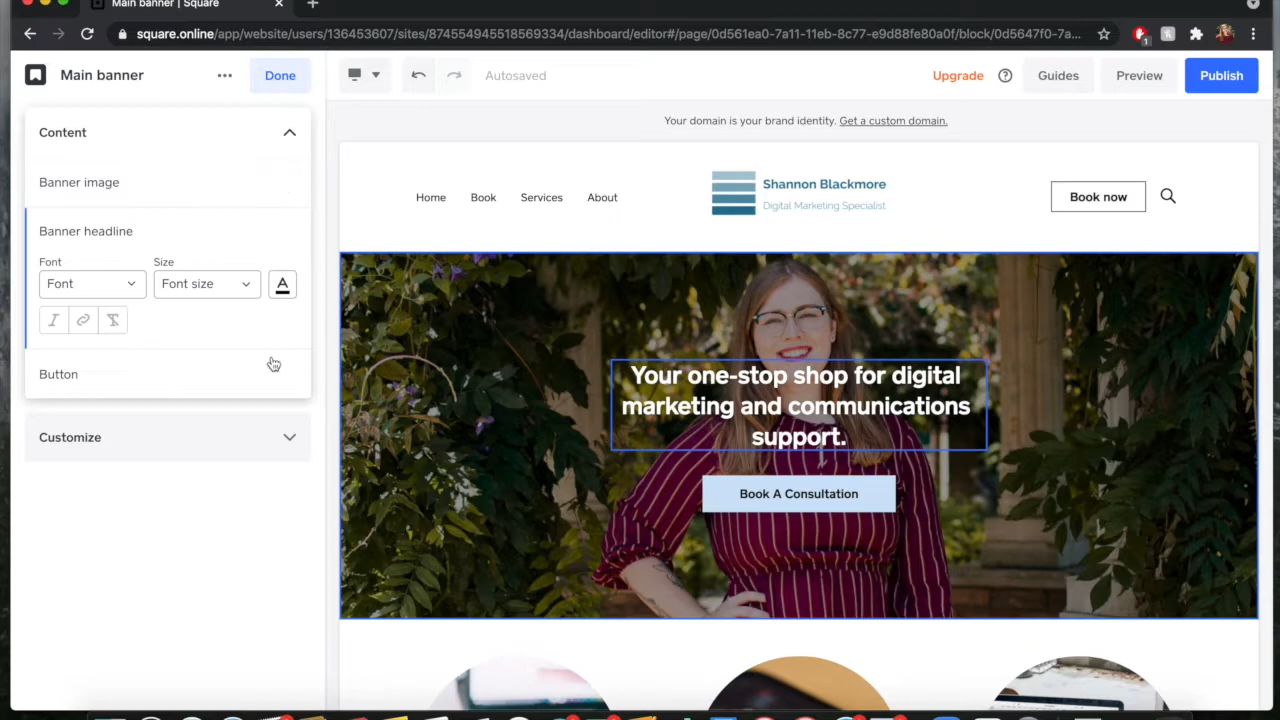 Main banner | Square
square.online/app/website/users/136453607/sites/874554945518569334/dashboard/editor#/page/0d561ea0-7a11-11eb-8c77-e9d88fe80a0f/block/0d5647f0-7a...
1
Main banner
Done
Autosaved
Upgrade
Guides
Preview
Publish
Content
Banner image
Banner headline
Font
Size
Font
Font size
A
Button
Customize
Your domain is your brand identity. Get a custom domain.
Home
Book
Services
About
Shannon Blackmore
Digital Marketing Specialist
Book now
Your one-stop shop for digital
marketing and communications
support.
Book A Consultation